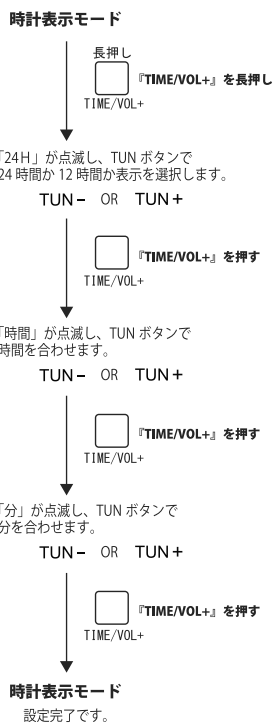 時計表示モード
長押し
『TIME/VOL+』を長押し
TIME/VOL+
「24H」が点滅し、TUN ボタンで
24 時間か 12 時間か表示を選択します。
TUN－ OR TUN＋
『TIME/VOL+』を押す
TIME/VOL+
「時間」が点滅し、TUN ボタンで
時間を合わせます。
TUN－ OR TUN＋
『TIME/VOL+』を押す
TIME/VOL+
「分」が点滅し、TUN ボタンで
分を合わせます。
TUN－ OR TUN＋
『TIME/VOL+』を押す
TIME/VOL+
時計表示モード
設定完了です。